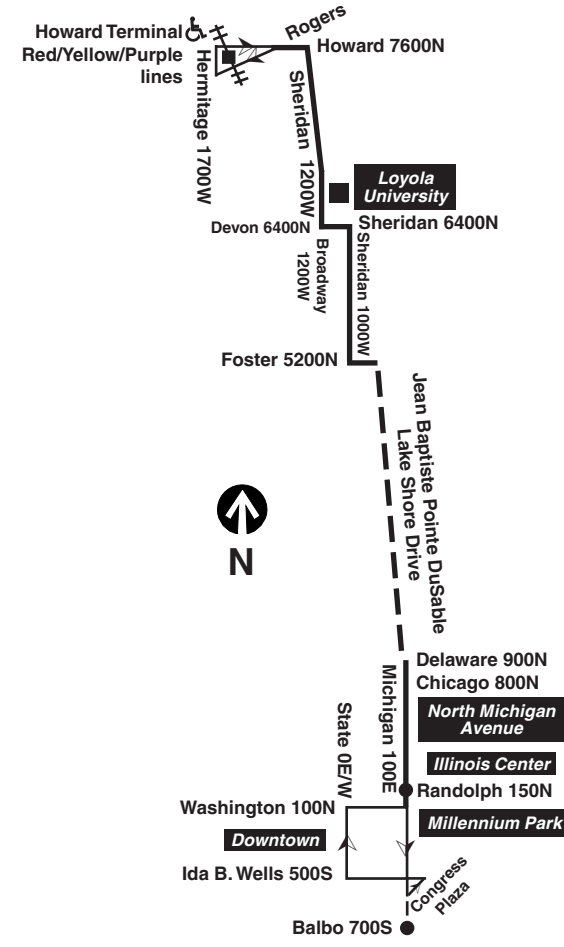 Howard Terminal
Red/Yellow/Purple
lines
Rogers
Howard 7600N
Hermitage 1700W
Sheridan 1200W
Loyola
University
Devon 6400N
Sheridan 6400N
Broadway
1200W
Sheridan 1000W
Foster 5200N
Jean Baptiste Pointe DuSable
Lake Shore Drive
N
Delaware 900N
Chicago 800N
Michigan 100E
North Michigan
Avenue
State 0E/W
Illinois Center
Randolph 150N
Washington 100N
Millennium Park
Downtown
Ida B. Wells 500S
Congress
Plaza
Balbo 700S